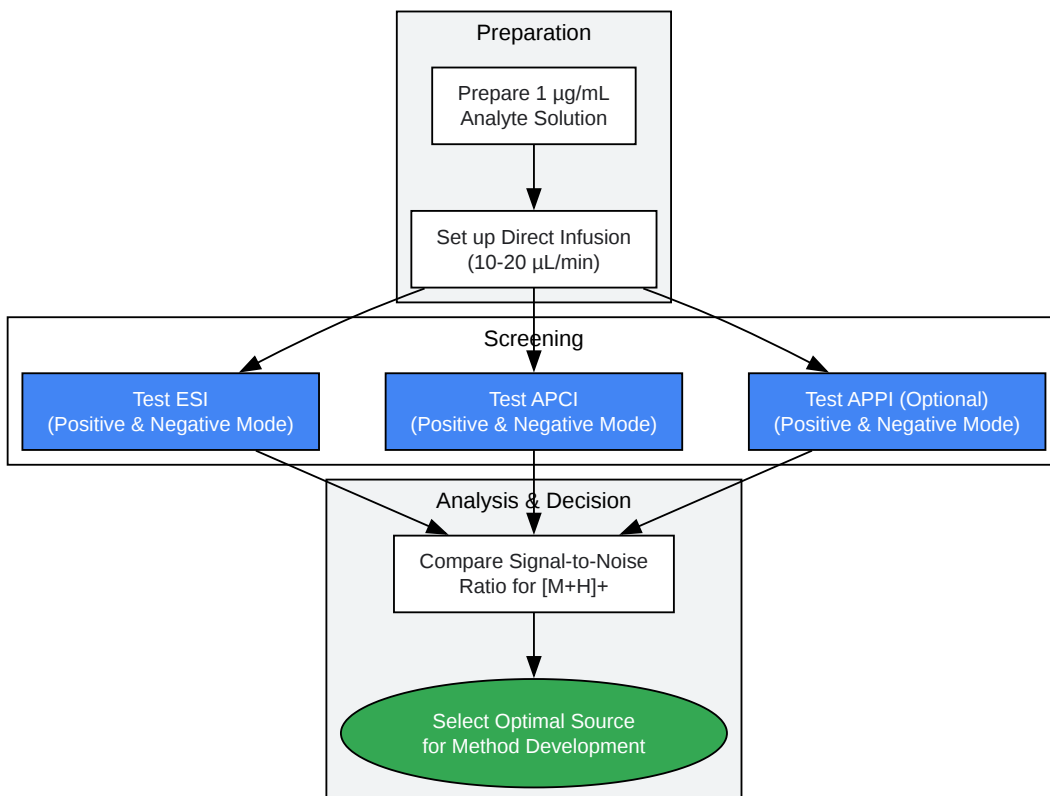 Preparation
Prepare 1 µg/mL
Analyte Solution
Set up Direct Infusion
(10-20 µL/min)
Screening
Test ESI
(Positive & Negative Mode)
Test APCI
(Positive & Negative Mode)
Test APPI (Optional)
(Positive & Negative Mode)
Analysis & Decision
Compare Signal-to-Noise
Ratio for [M+H]+
Select Optimal Source
for Method Development